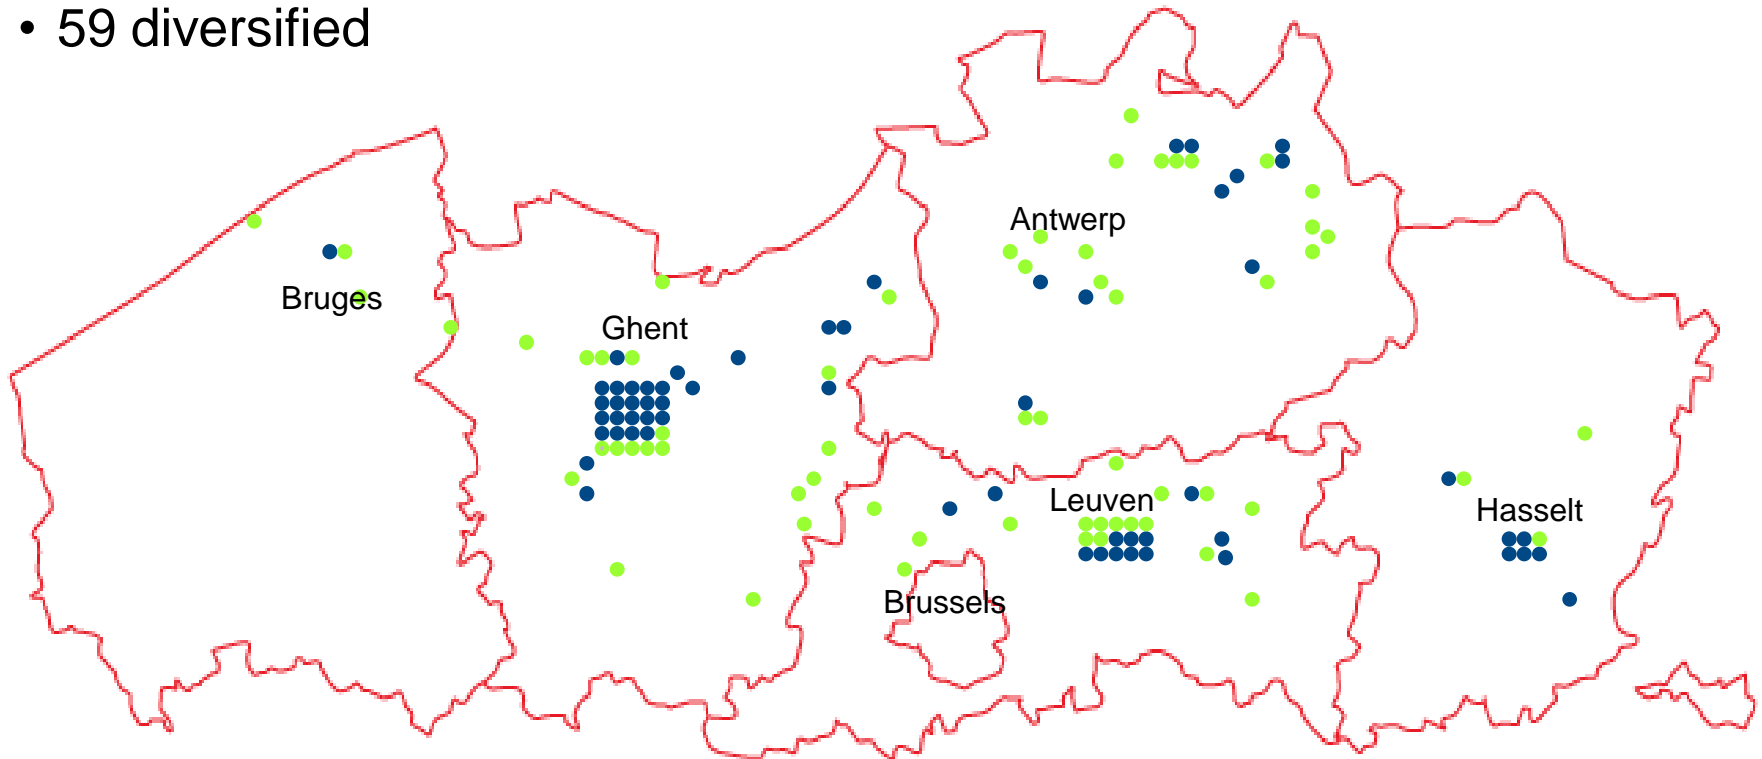 • 59 diversified
Antwerp
Bruges
Ghent
Leuven
Hasselt
Brussels